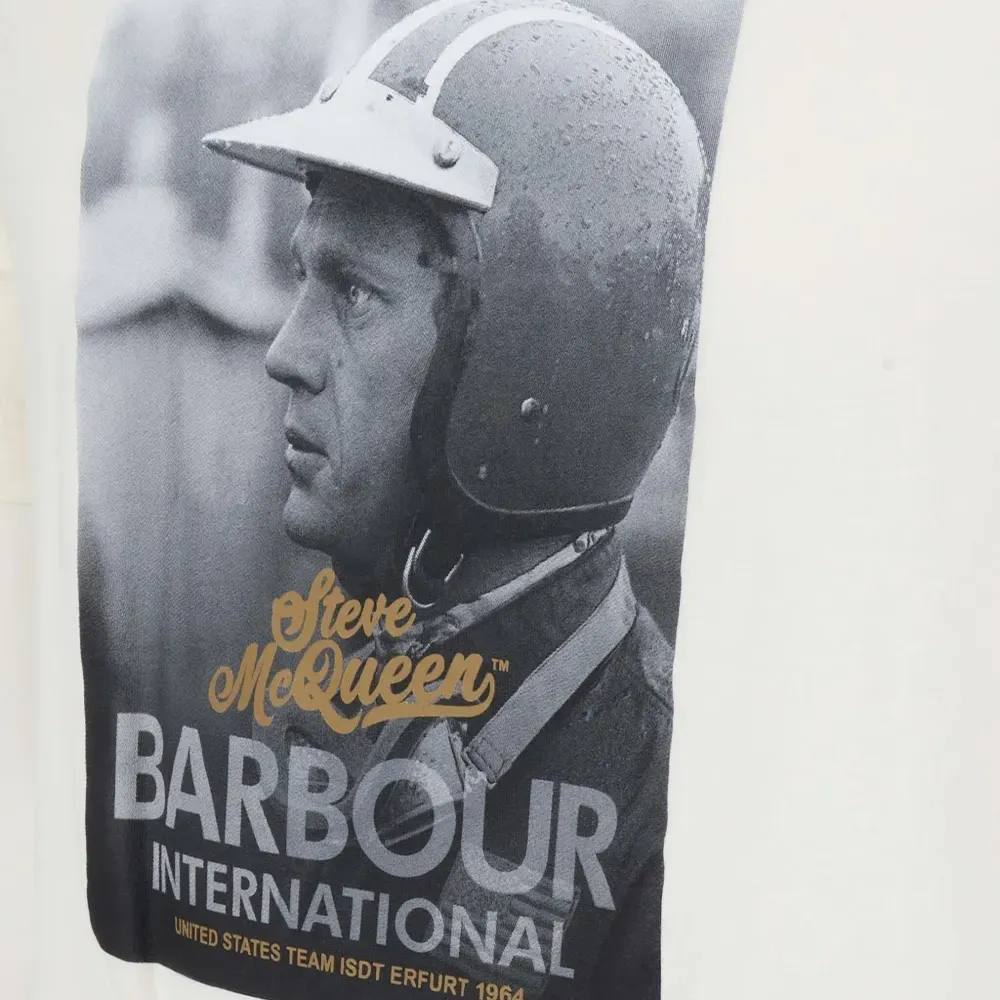 Steve
McQueen™
BARBOUR
INTERNATIONAL
UNITED STATES TEAM ISDT ERFURT 1964